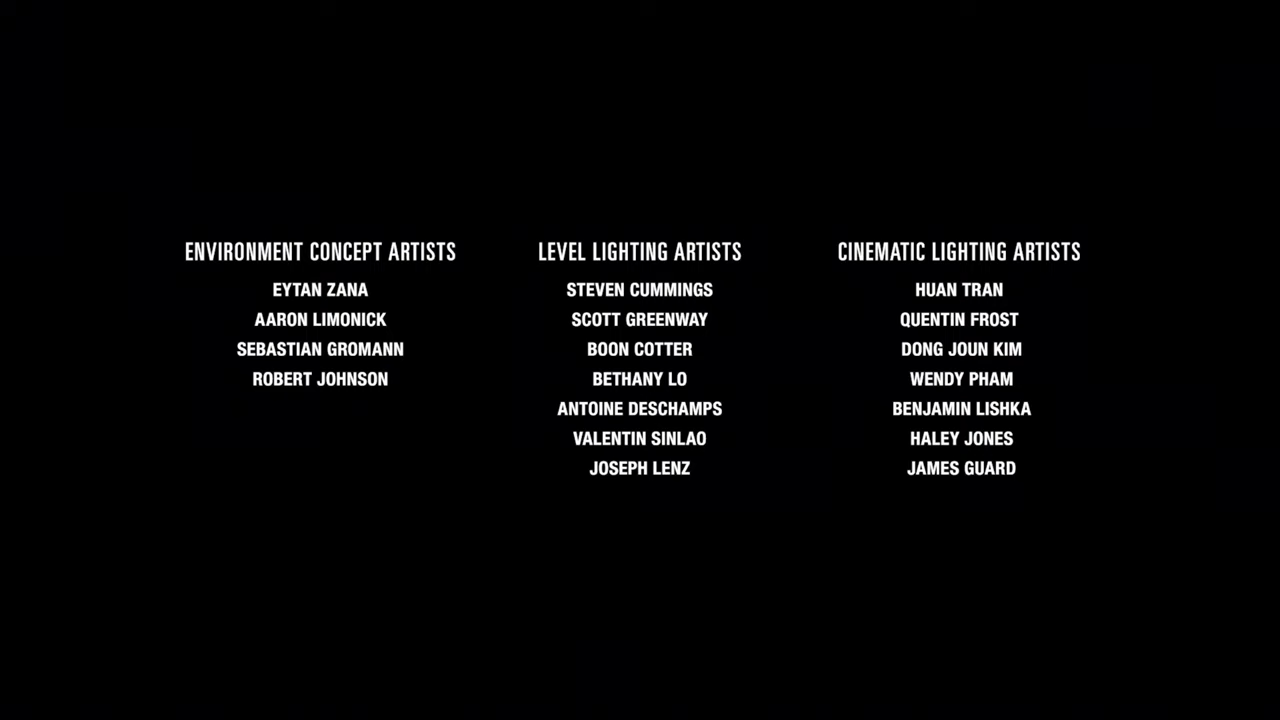 ENVIRONMENT CONCEPT ARTISTS
EYTAN ZANA
AARON LIMONICK
SEBASTIAN GROMANN
ROBERT JOHNSON
LEVEL LIGHTING ARTISTS
STEVEN CUMMINGS
SCOTT GREENWAY
BOON COTTER
BETHANY LO
ANTOINE DESCHAMPS
VALENTIN SINLAO
JOSEPH LENZ
CINEMATIC LIGHTING ARTISTS
HUAN TRAN
QUENTIN FROST
DONG JOUN KIM
WENDY PHAM
BENJAMIN LISHKA
HALEY JONES
JAMES GUARD